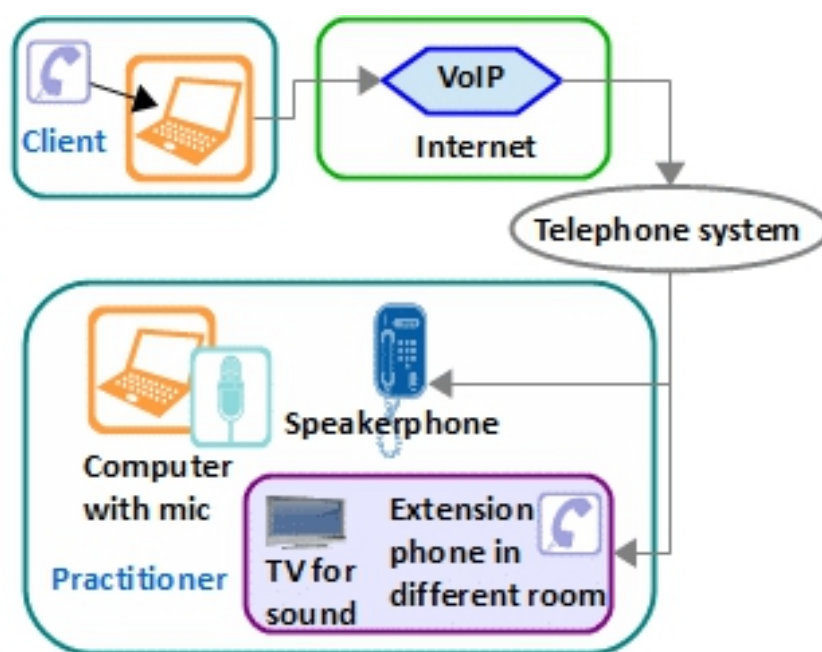 Client
VoIP
Internet
Telephone system
Speakerphone
Computer
with mic
Practitioner
TV for
sound
Extension
phone in
different room